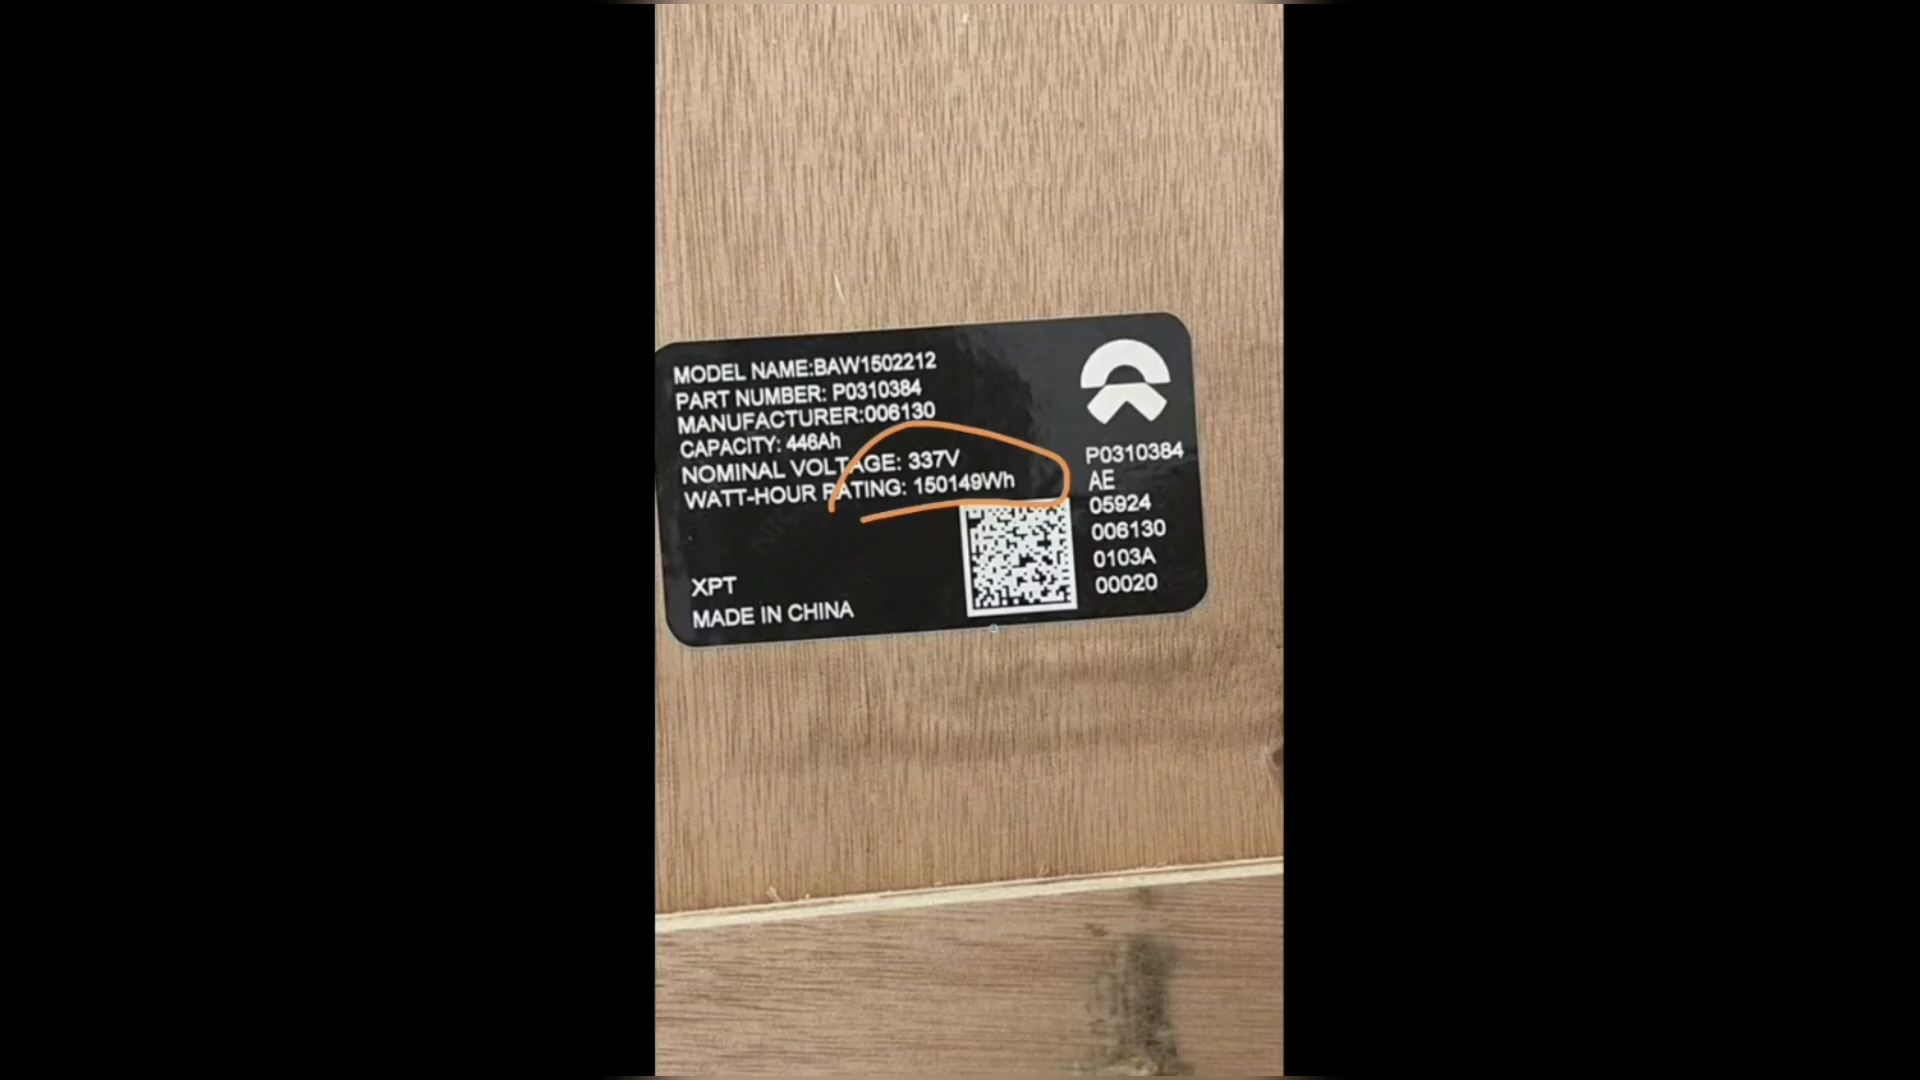 MODEL NAME:BAW1502212
PART NUMBER: P0310384
MANUFACTURER:006130
CAPACITY: 446Ah
NOMINAL VOLTAGE: 337V
WATT-HOUR RATING: 150149Wh
XPT
MADE IN CHINA
P0310384
AE
05924
006130
0103A
00020